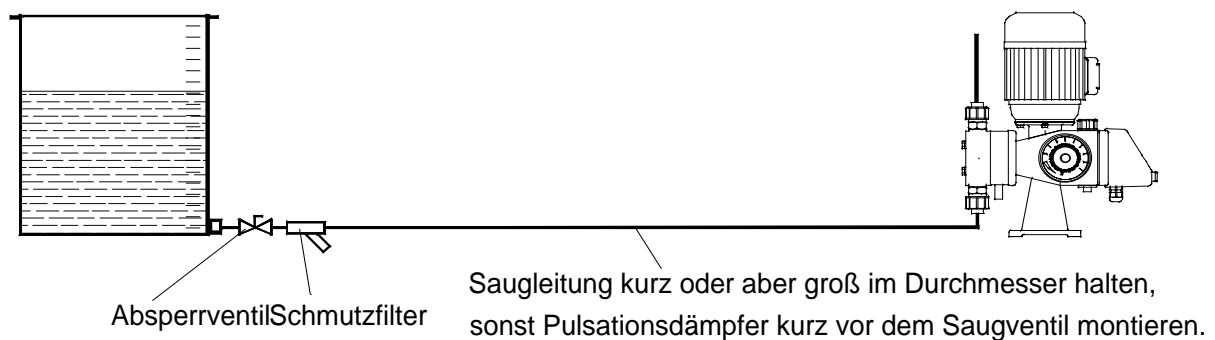 Saugleitung kurz oder aber groß im Durchmesser halten,
AbsperrventilSchmutzfilter
sonst Pulsationsdämpfer kurz vor dem Saugventil montieren.